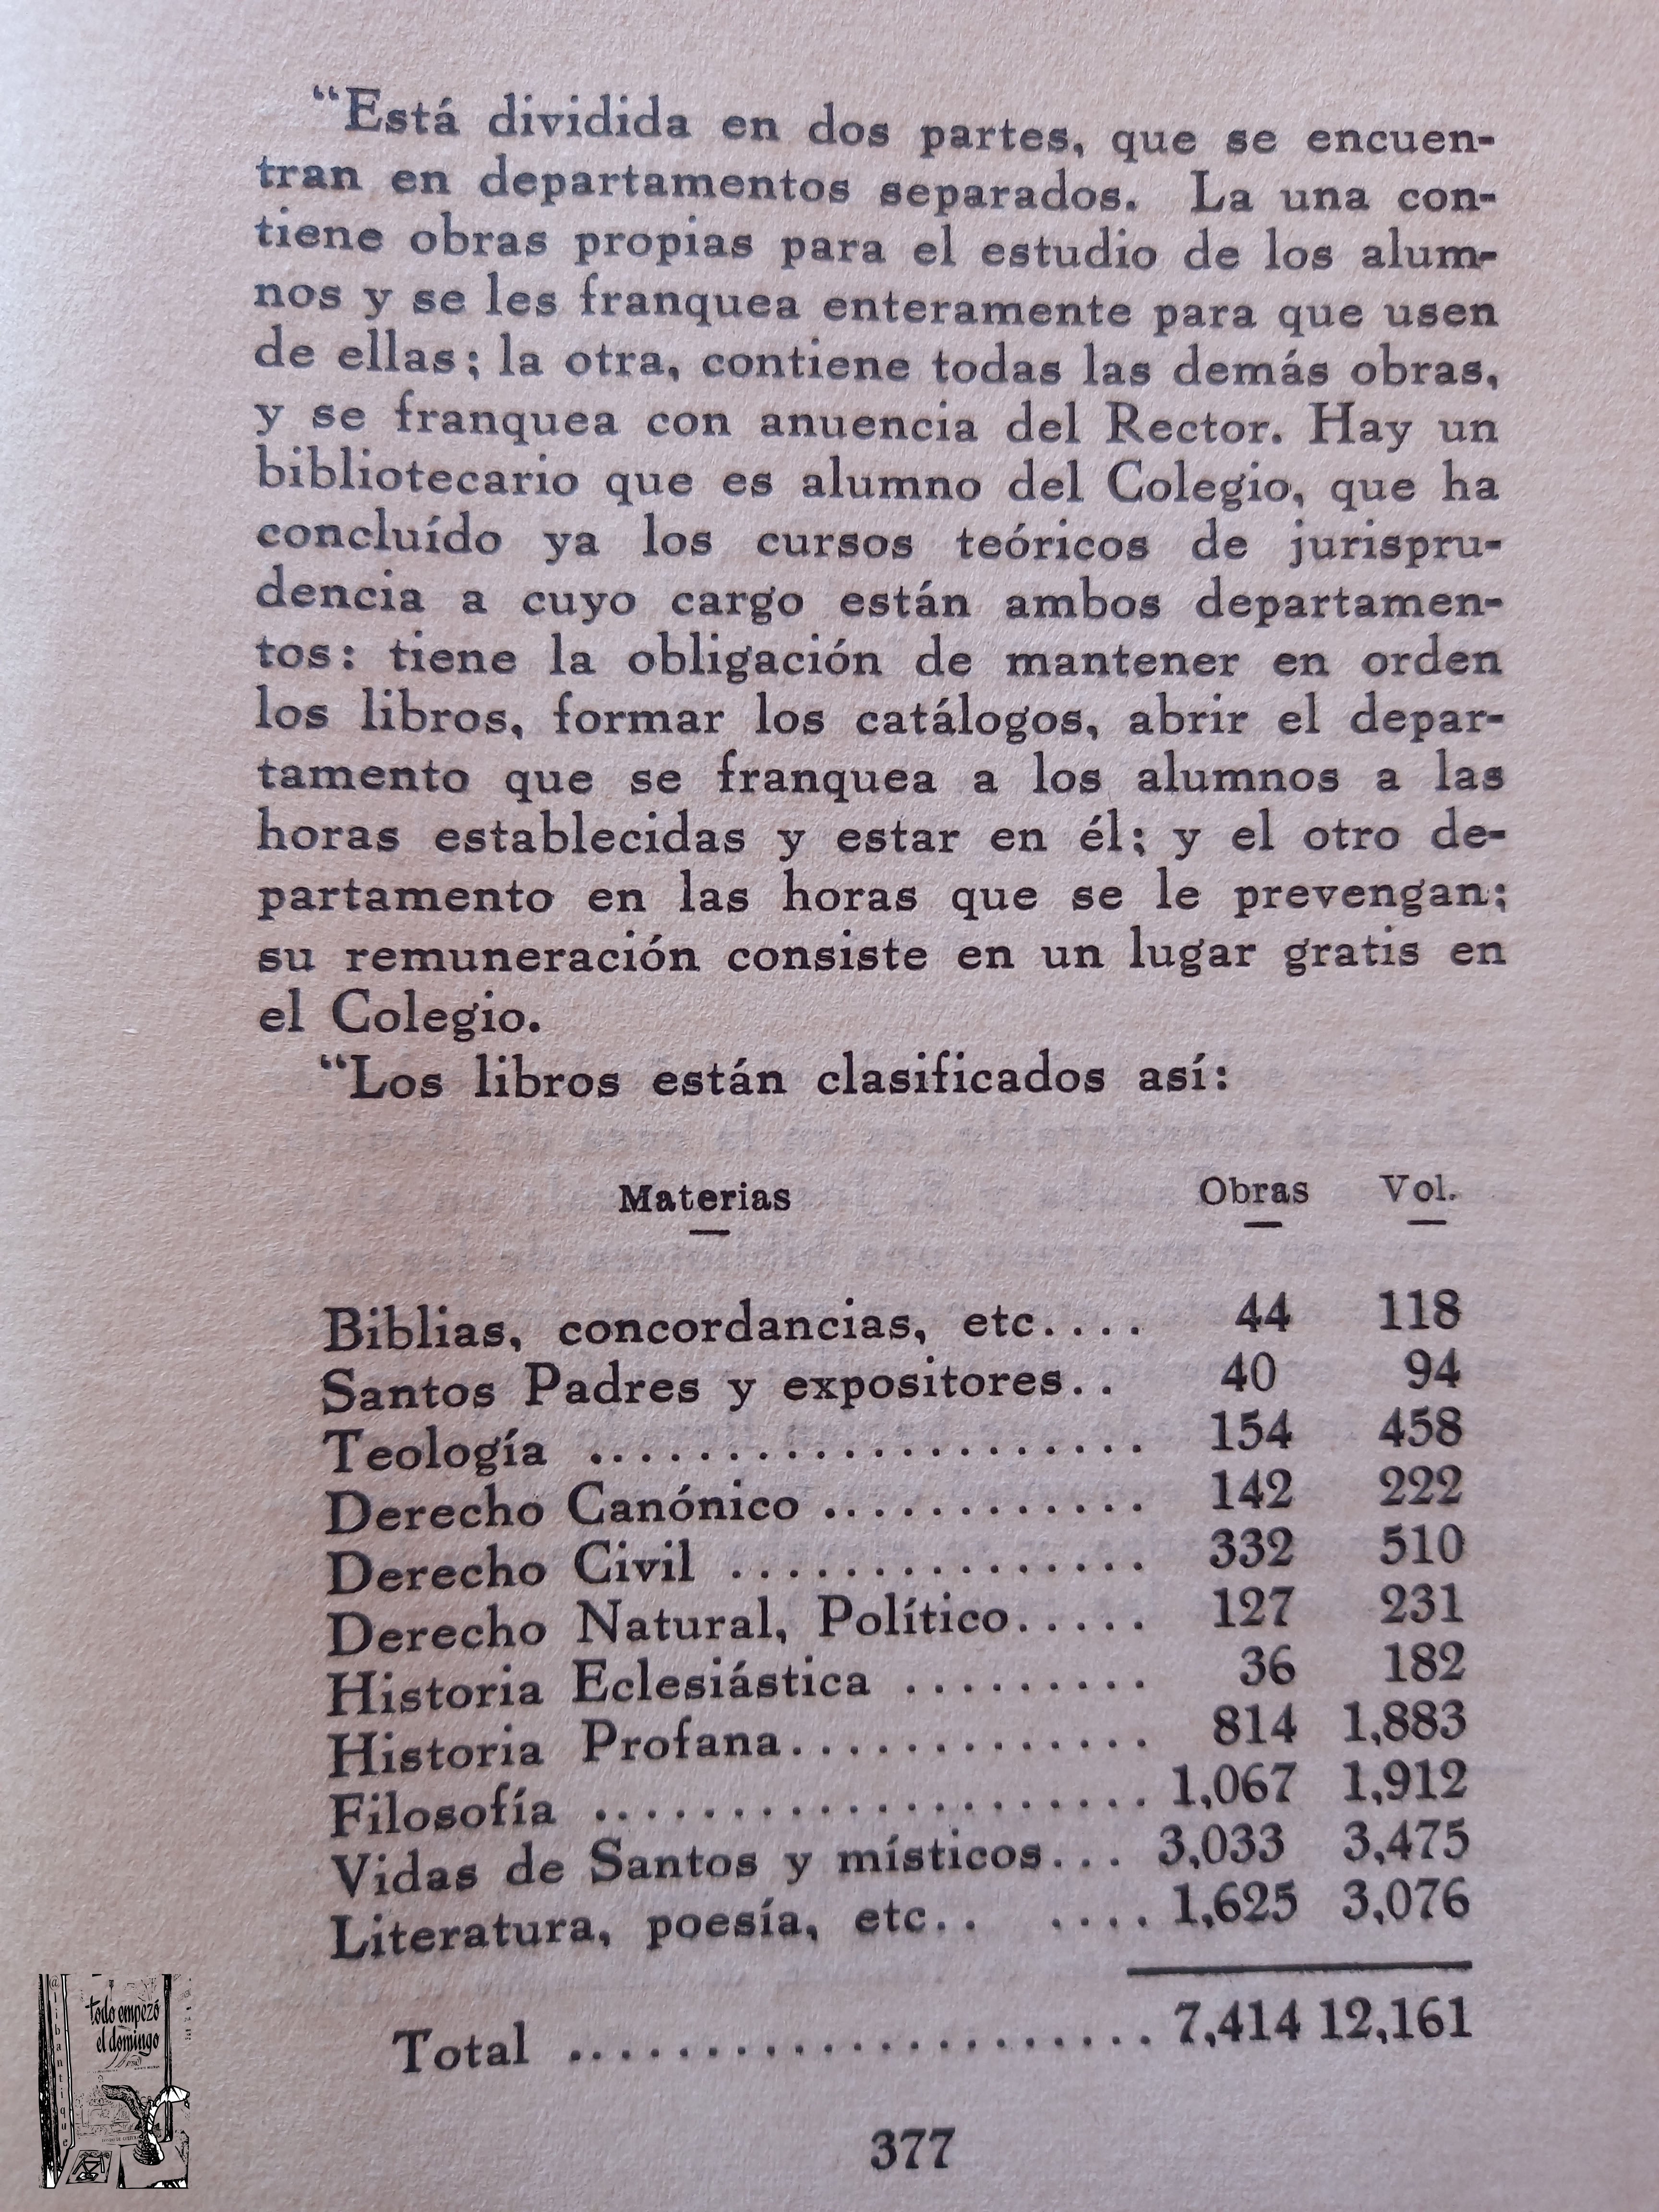 “Está dividida en dos partes, que se encuen-
tran en departamentos separados. La una con-
tiene obras propias para el estudio de los alum-
nos y se les franquea enteramente para que usen
de ellas; la otra, contiene todas las demás obras,
y se franquea con anuencia del Rector. Hay un
bibliotecario que es alumno del Colegio, que ha
concluído ya los cursos teóricos de jurispru-
dencia a cuyo cargo están ambos departamen-
tos: tiene la obligación de mantener en orden
los libros, formar los catálogos, abrir el depar-
tamento que se franquea a los alumnos a las
horas establecidas y estar en él; y el otro de-
partamento en las horas que se le prevengan;
su remuneración consiste en un lugar gratis en
el Colegio.
“Los libros están clasificados así:
Materias Obras Vol.
Biblias, concordancias, etc.... 44 118
Santos Padres y expositores.. 40 94
Teología ..................... 154 458
Derecho Canónico ............ 142 222
Derecho Civil ................ 332 510
Derecho Natural, Político..... 127 231
Historia Eclesiástica ......... 36 182
Historia Profana.............. 814 1,883
Filosofía ..................... 1,067 1,912
Vidas de Santos y místicos... 3,033 3,475
Literatura, poesía, etc.. .... 1,625 3,076
Total ...................... 7,414 12,161
377
todo empezó
el domingo
alibantique